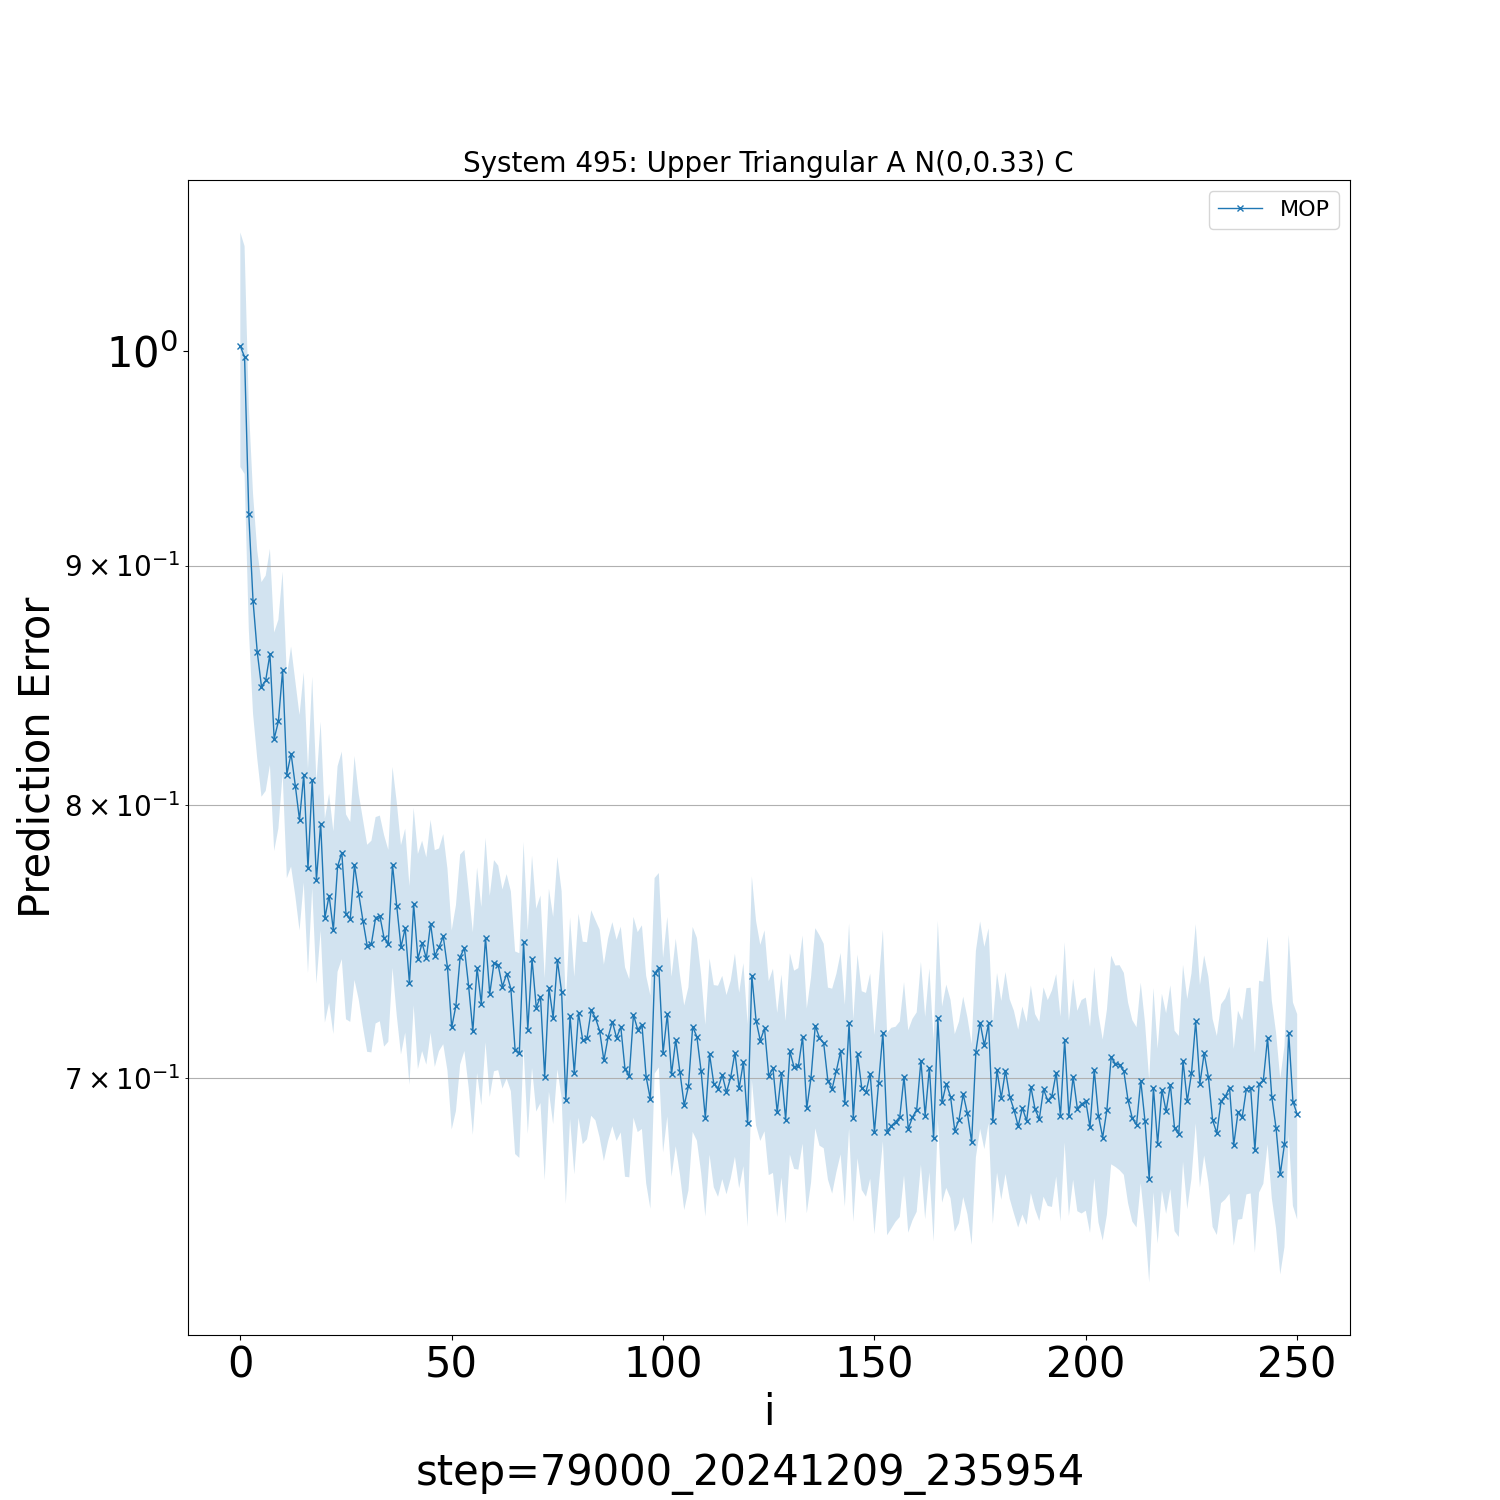 System 495: Upper Triangular A N(0,0.33) C
MOP
10⁰
9 × 10⁻¹
8 × 10⁻¹
7 × 10⁻¹
Prediction Error
0 50 100 150 200 250
i
step=79000_20241209_235954